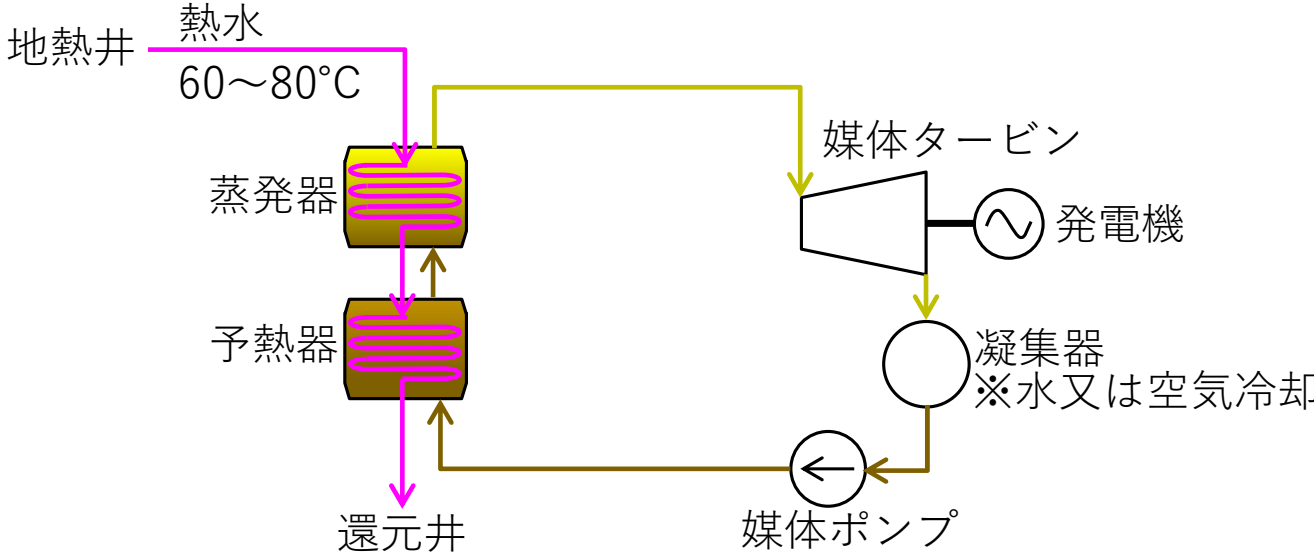 地熱井
熱水
60～80°C
媒体タービン
蒸発器
発電機
予熱器
凝集器
※水又は空気冷却
媒体ポンプ
還元井